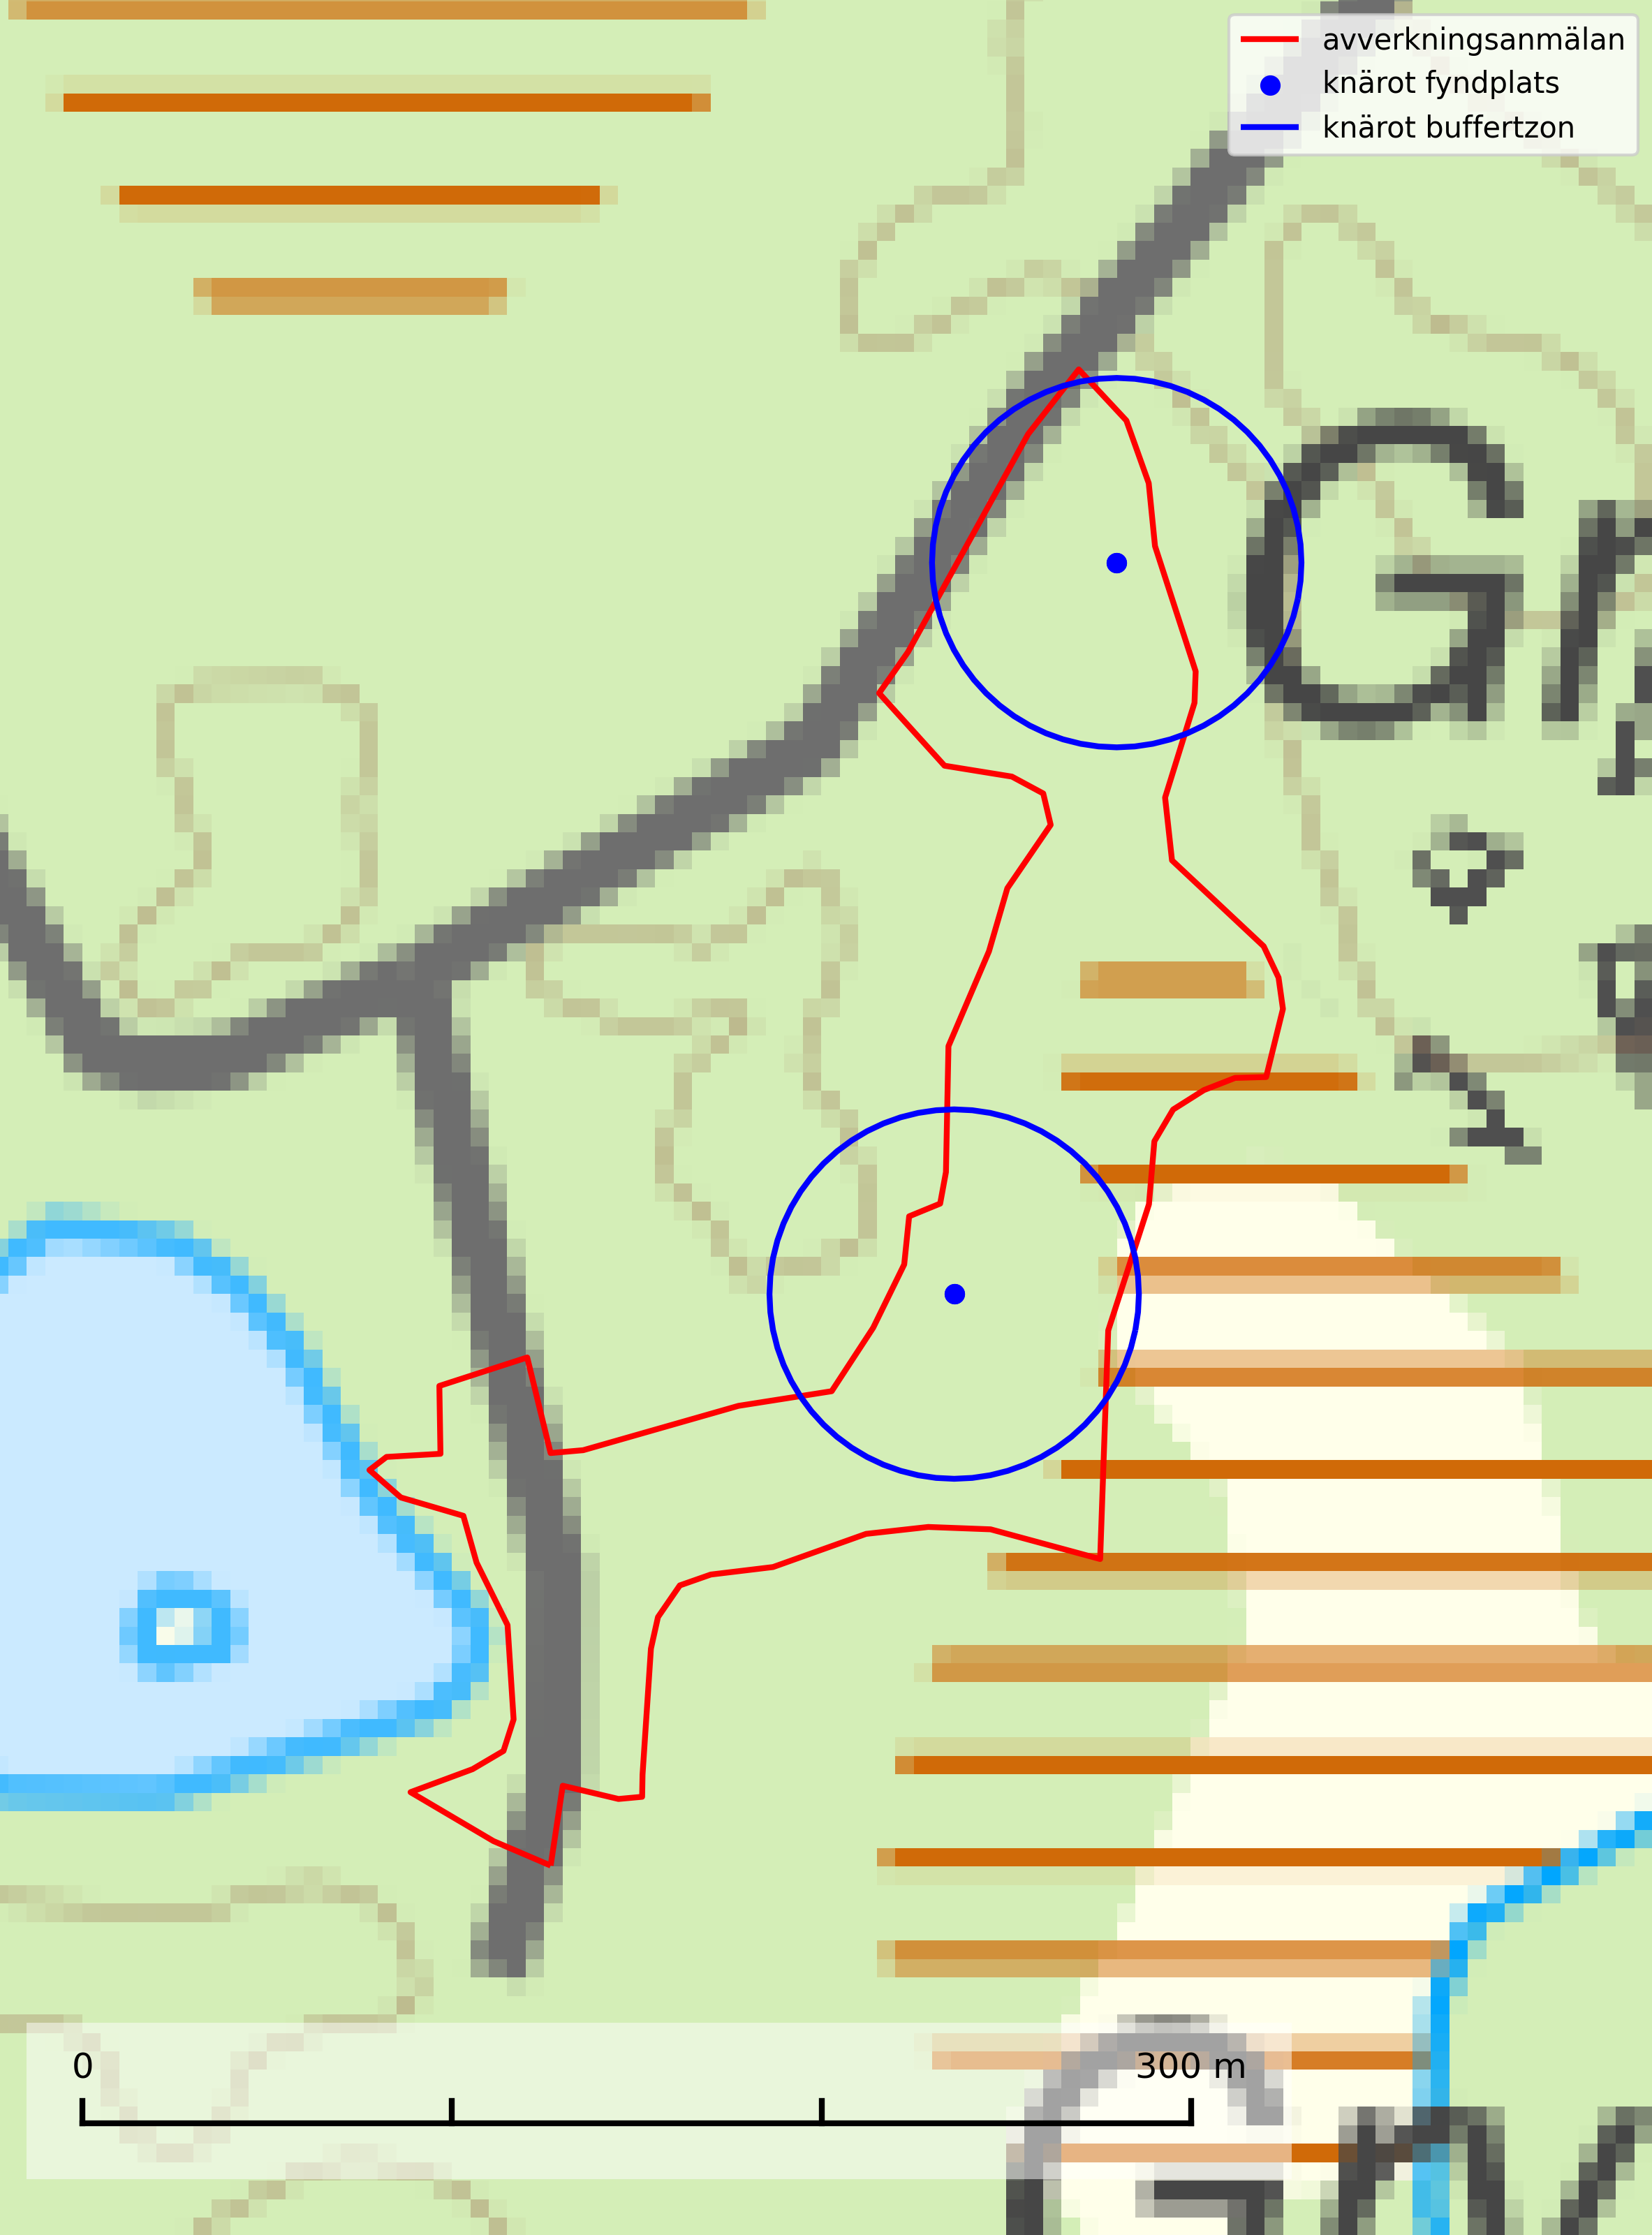 avverkningsanmälan
knärot fyndplats
knärot buffertzon
0 300 m